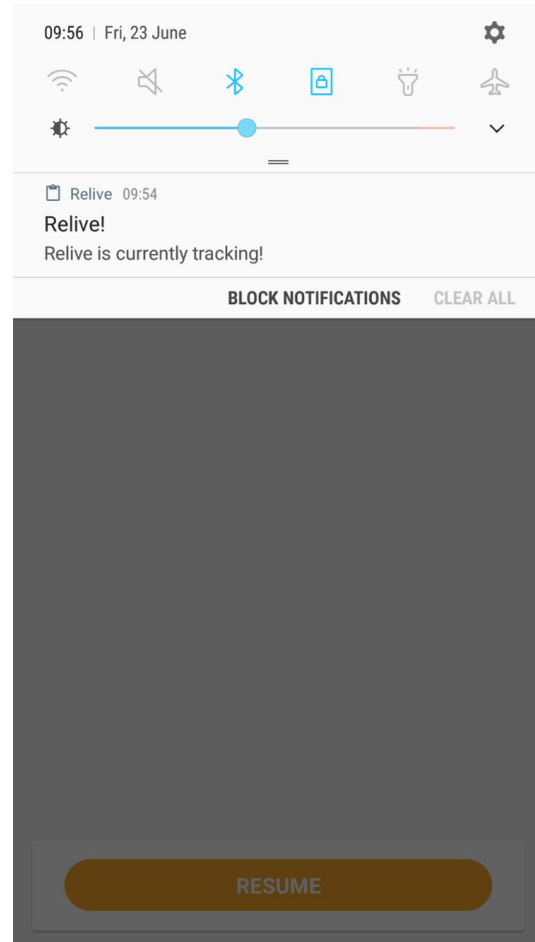 09:56 | Fri, 23 June
Relive 09:54
Relive!
Relive is currently tracking!
BLOCK NOTIFICATIONS CLEAR ALL
RESUME